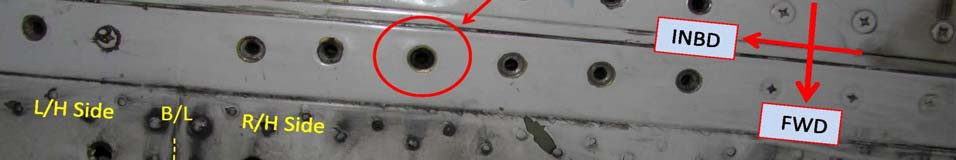 INBD
L/H Side
B/L
R/H Side
FWD